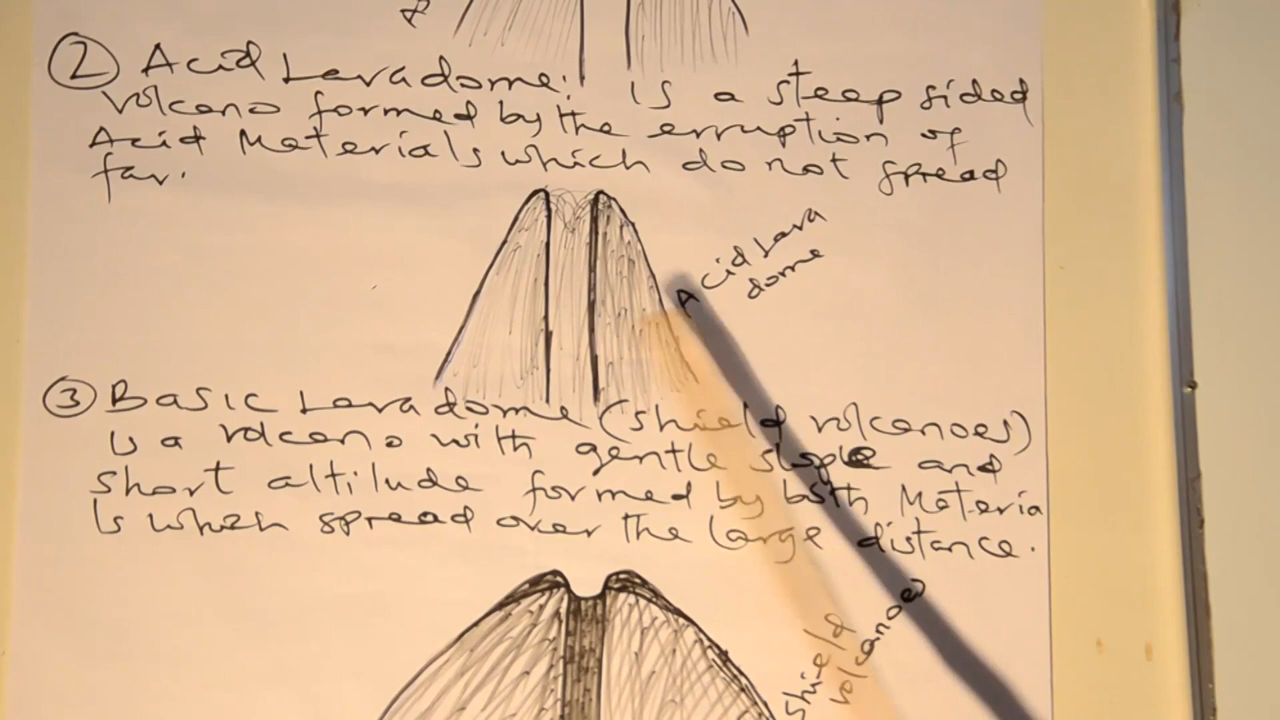 ② Acid Lava dome: is a steep sided
volcano formed by the erruption of
Acid Materials which do not spread
far.
Acid Lava
dome
③ Basic Lava dome (shield volcanoes)
is a volcano with gentle slope and
short altitude formed by both Materia
ls which spread over the large distance.
Shield
volcanoes